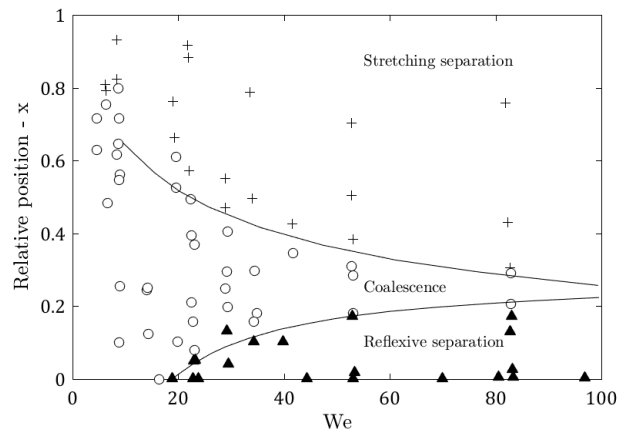 1
0.8
0.6
0.4
0.2
0
Relative position - x
Stretching separation
Coalescence
Reflexive separation
0 20 40 60 80 100
We